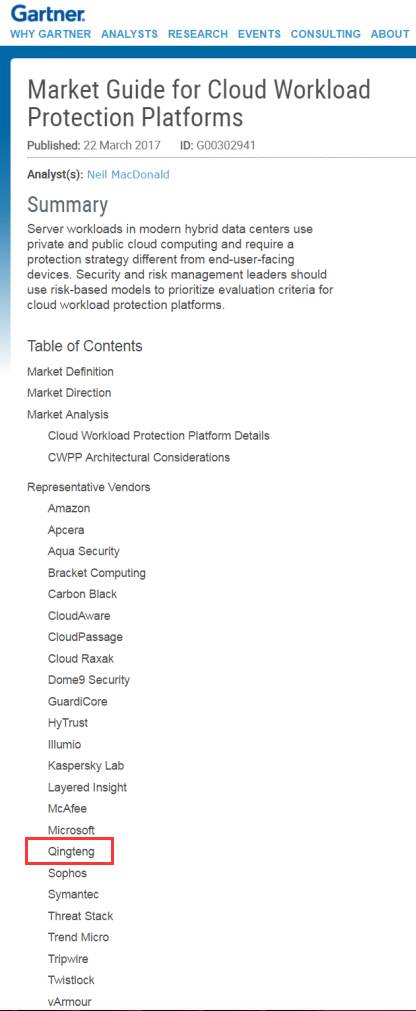 Gartner
WHY GARTNER ANALYSTS RESEARCH EVENTS CONSULTING ABOUT
Market Guide for Cloud Workload
Protection Platforms
Published: 22 March 2017 ID: G00302941
Analyst(s): Neil MacDonald
Summary
Server workloads in modern hybrid data centers use
private and public cloud computing and require a
protection strategy different from end-user-facing
devices. Security and risk management leaders should
use risk-based models to prioritize evaluation criteria for
cloud workload protection platforms.
Table of Contents
Market Definition
Market Direction
Market Analysis
Cloud Workload Protection Platform Details
CWPP Architectural Considerations
Representative Vendors
Amazon
Apcera
Aqua Security
Bracket Computing
Carbon Black
CloudAware
CloudPassage
Cloud Raxak
Dome9 Security
GuardiCore
HyTrust
Illumio
Kaspersky Lab
Layered Insight
McAfee
Microsoft
Qingteng
Sophos
Symantec
Threat Stack
Trend Micro
Tripwire
Twistlock
vArmour